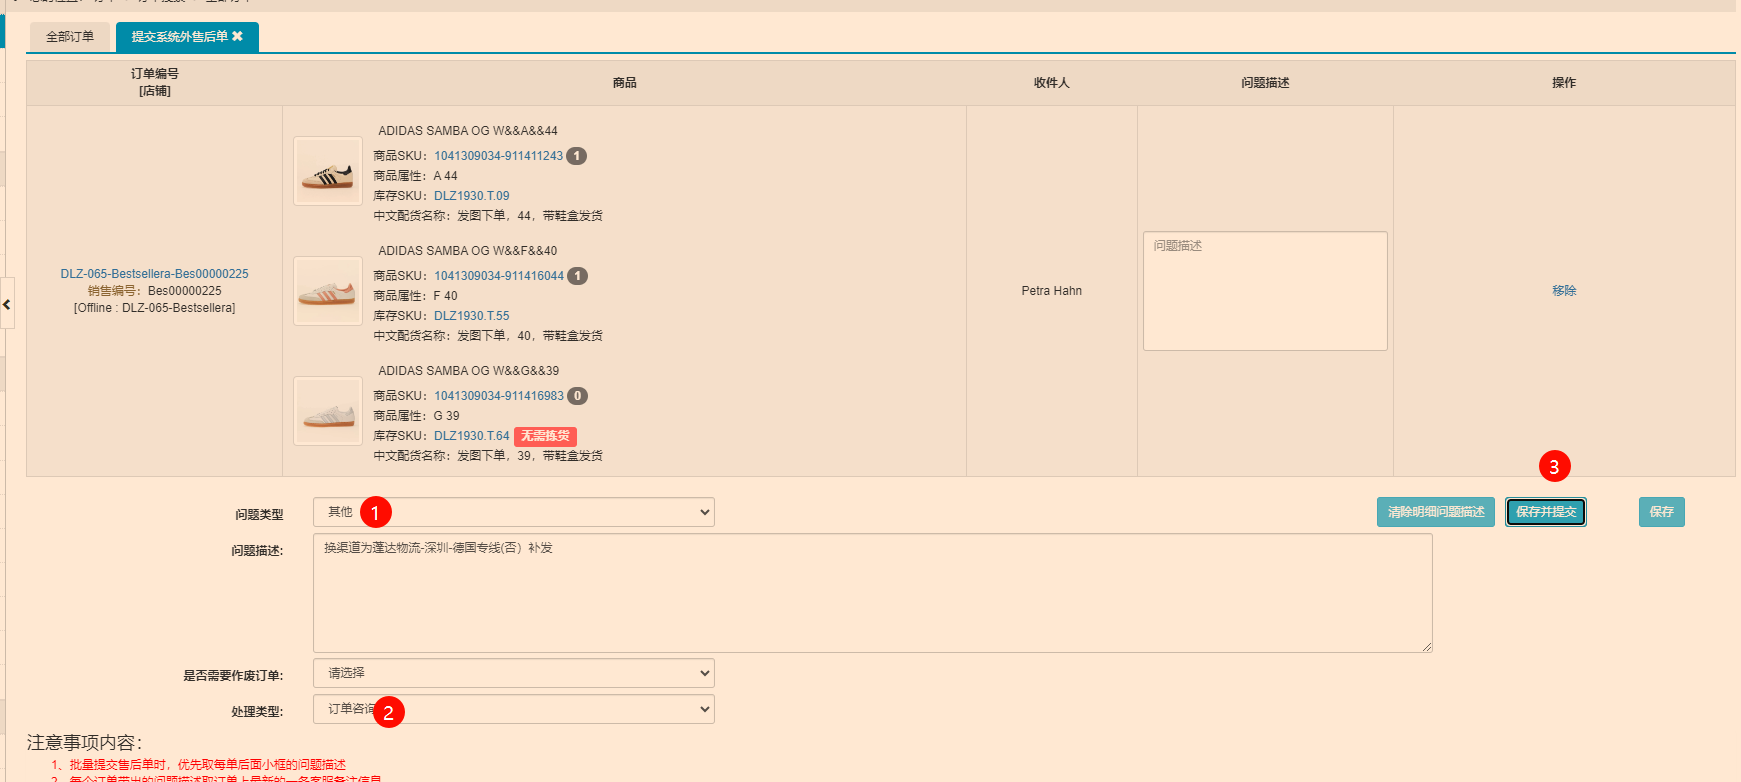 全部订单
提交系统外售后单 ✖
订单编号
[店铺]
商品
收件人
问题描述
操作
DLZ-065-Bestsellera-Bes00000225
销售编号：Bes00000225
[Offline : DLZ-065-Bestsellera]
ADIDAS SAMBA OG W&&A&&44
商品SKU：1041309034-911411243 1
商品属性：A 44
库存SKU：DLZ1930.T.09
中文配货名称：发图下单，44，带鞋盒发货
ADIDAS SAMBA OG W&&F&&40
商品SKU：1041309034-911416044 1
商品属性：F 40
库存SKU：DLZ1930.T.55
中文配货名称：发图下单，40，带鞋盒发货
ADIDAS SAMBA OG W&&G&&39
商品SKU：1041309034-911416983 0
商品属性：G 39
库存SKU：DLZ1930.T.64 无需拣货
中文配货名称：发图下单，39，带鞋盒发货
Petra Hahn
问题描述
移除
3
问题类型
其他
1
清除明细问题描述
保存并提交
保存
问题描述:
换渠道为蓬达物流-深圳-德国专线(否）补发
是否需要作废订单:
请选择
处理类型:
订单咨询
2
注意事项内容：
1、批量提交售后单时，优先取每单后面小框的问题描述
2、每个订单带出的问题描述取订单上最新的一条客服备注信息